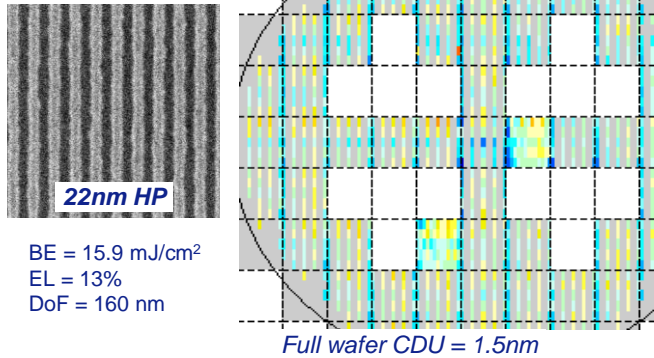 22nm HP
BE = 15.9 mJ/cm²
EL = 13%
DoF = 160 nm
Full wafer CDU = 1.5nm